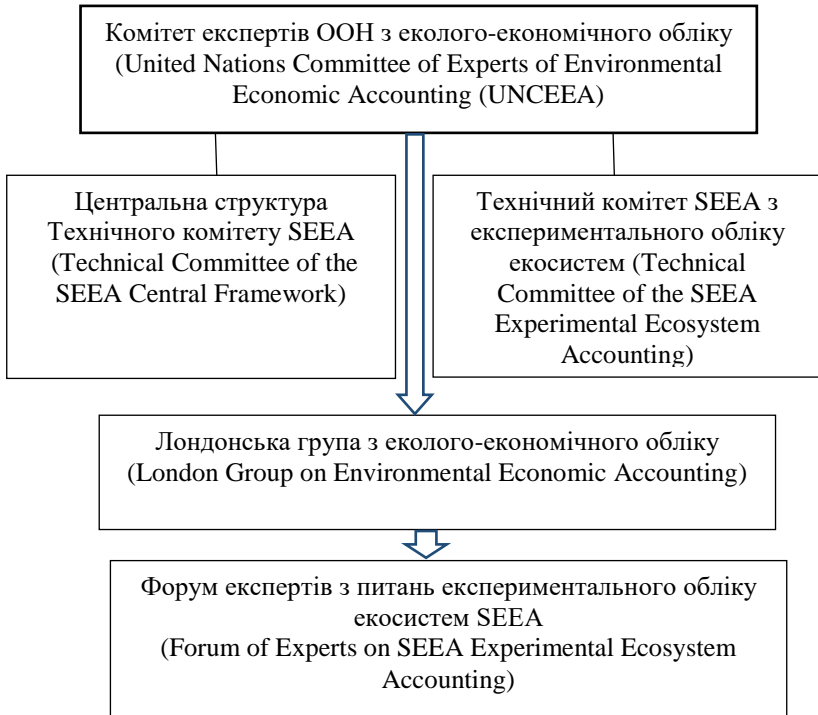 Комітет експертів ООН з еколого-економічного обліку
(United Nations Committee of Experts of Environmental
Economic Accounting (UNCEEA)
Центральна структура
Технічного комітету SEEA
(Technical Committee of the
SEEA Central Framework)
Технічний комітет SEEA з
експериментального обліку
екосистем (Technical
Committee of the SEEA
Experimental Ecosystem
Accounting)
Лондонська група з еколого-економічного обліку
(London Group on Environmental Economic Accounting)
Форум експертів з питань експериментального обліку
екосистем SEEA
(Forum of Experts on SEEA Experimental Ecosystem
Accounting)